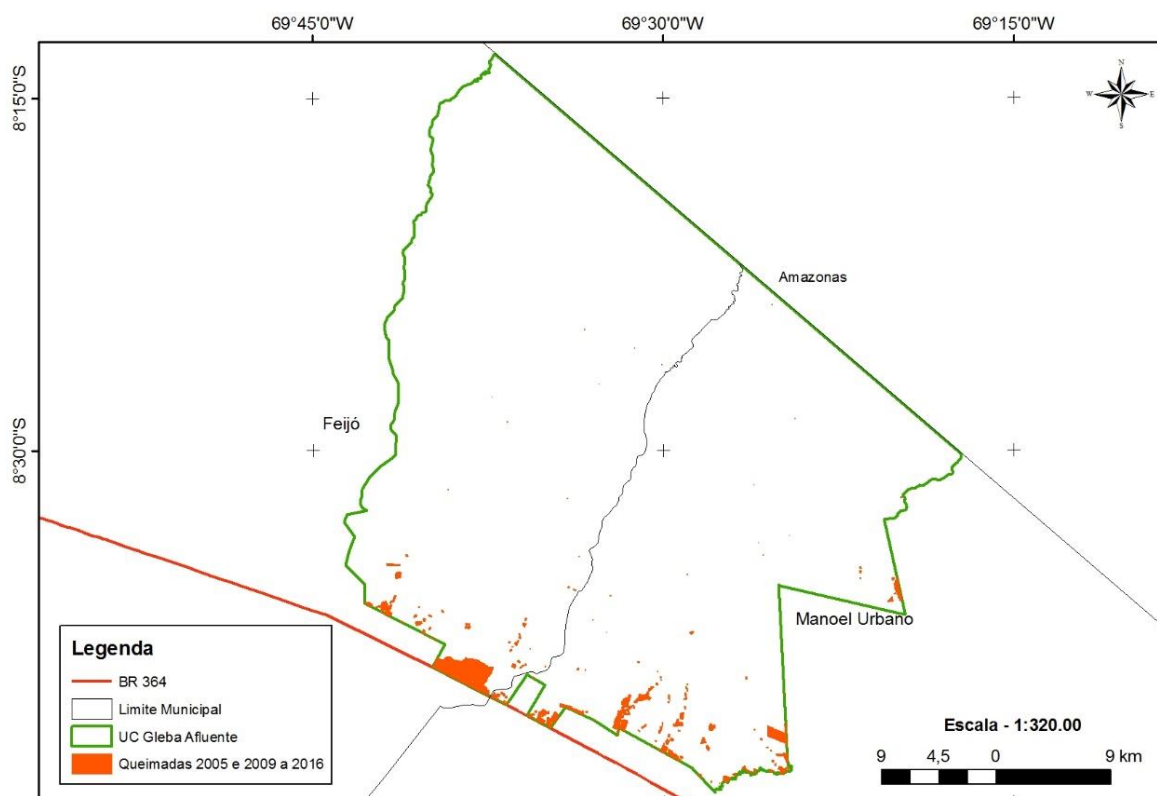 69°45'0"W
69°30'0"W
69°15'0"W
N
W
E
S
8°15'0"S
Amazonas
Feijó
8°30'0"S
Manoel Urbano
Legenda
BR 364
Limite Municipal
UC Gleba Afluente
Queimadas 2005 e 2009 a 2016
Escala - 1:320.00
9
4,5
0
9 km